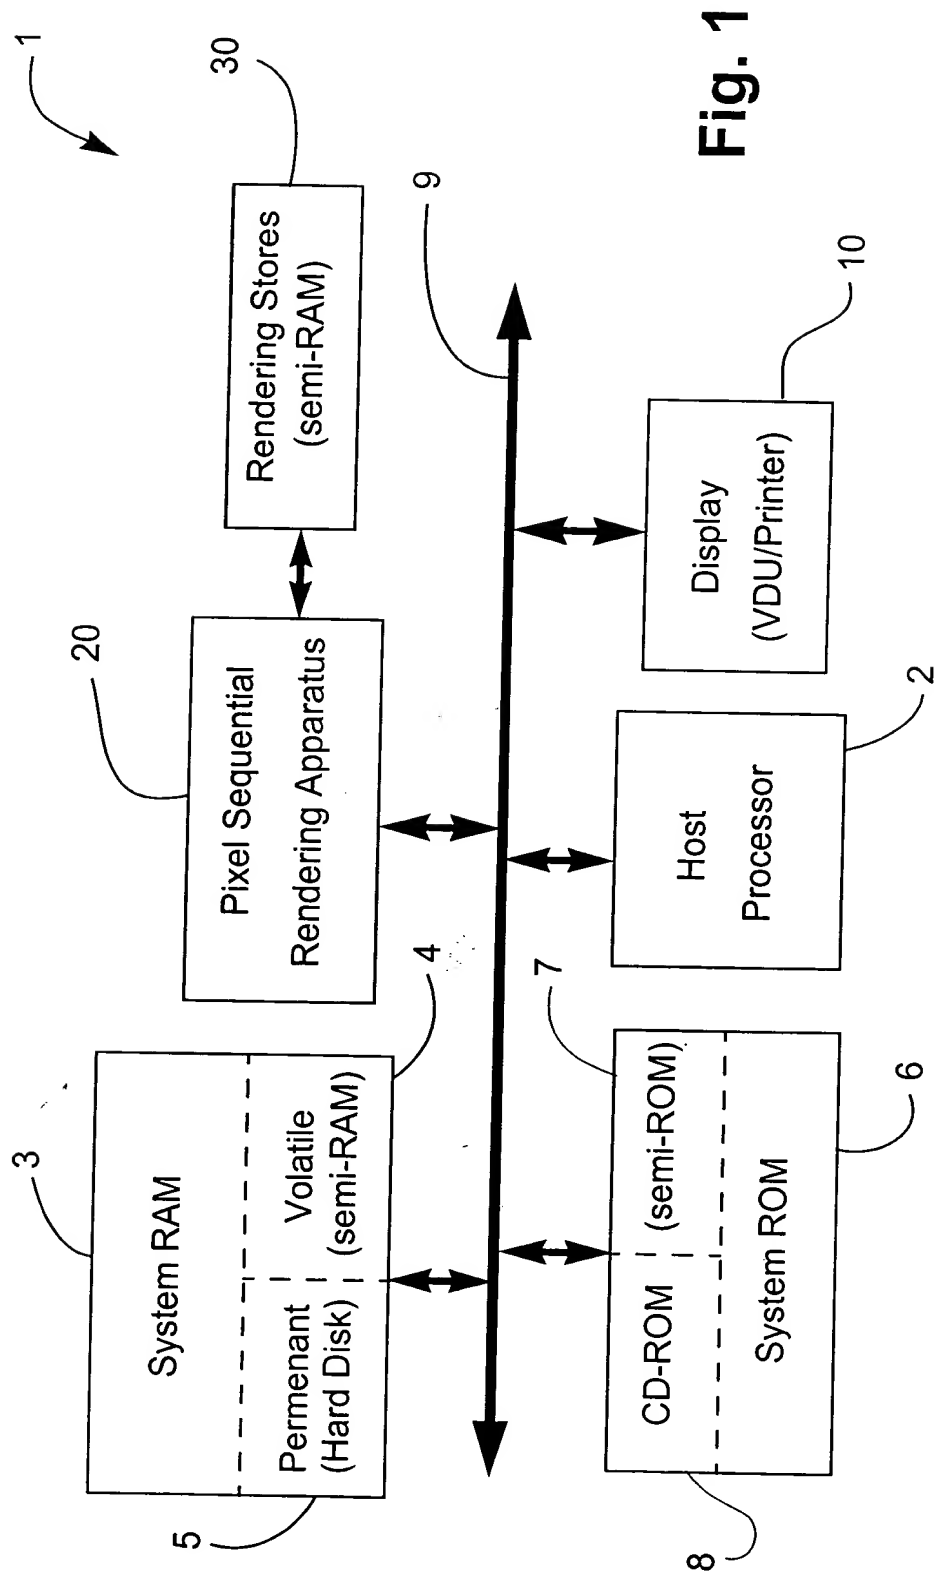 1
30
Rendering Stores
(semi-RAM)
20
Pixel Sequential
Rendering Apparatus
3
System RAM
4
Volatile
(semi-RAM)
5
Permenant
(Hard Disk)
9
10
Display
(VDU/Printer)
2
Host
Processor
7
(semi-ROM)
8
CD-ROM
6
System ROM
Fig. 1